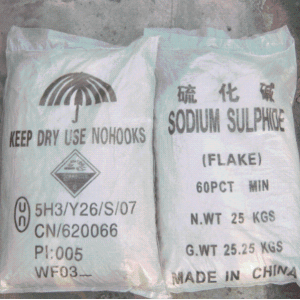 KEEP DRY USE NOHOOKS
un
5H3/Y26/S/07
CN/620066
PI:005
WF03—
硫化碱
SODIUM SULPHIDE
(FLAKE)
60PCT MIN
N.WT 25 KGS
G.WT 25.25 KGS
MADE IN CHINA